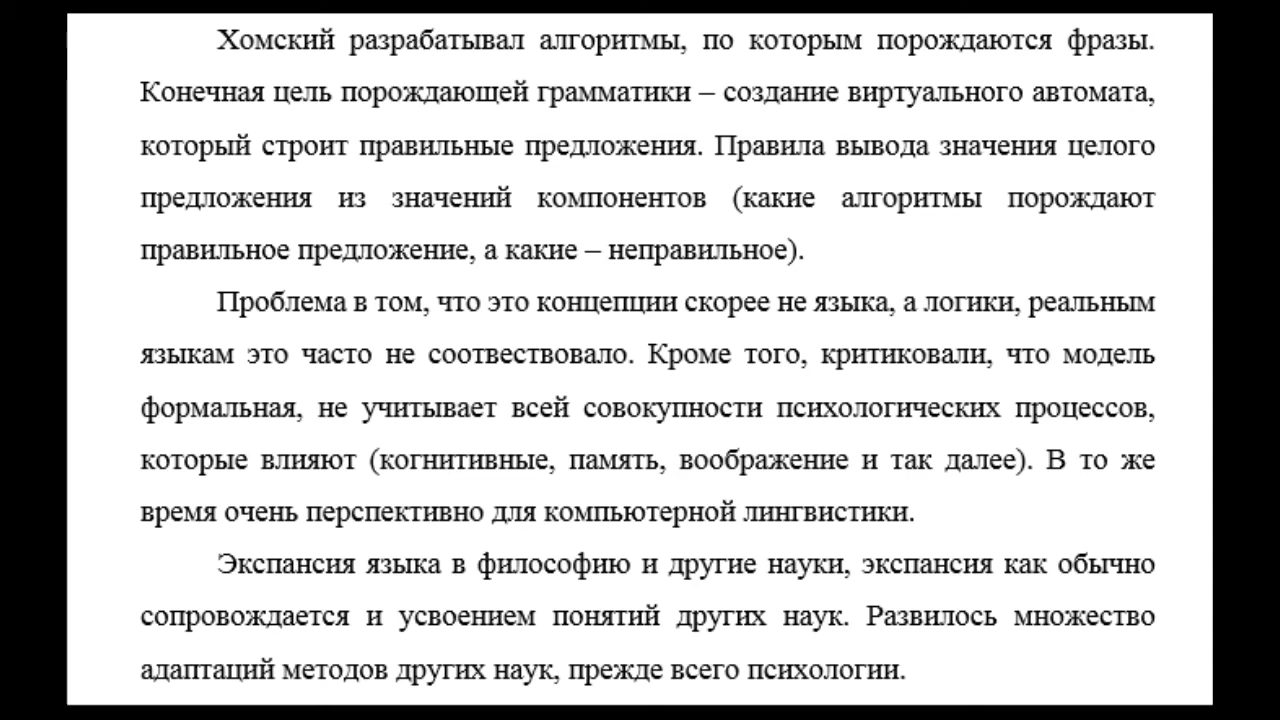 Хомский разрабатывал алгоритмы, по которым порождаются фразы.
Конечная цель порождающей грамматики – создание виртуального автомата,
который строит правильные предложения. Правила вывода значения целого
предложения из значений компонентов (какие алгоритмы порождают
правильное предложение, а какие – неправильное).
Проблема в том, что это концепции скорее не языка, а логики, реальным
языкам это часто не соотвествовало. Кроме того, критиковали, что модель
формальная, не учитывает всей совокупности психологических процессов,
которые влияют (когнитивные, память, воображение и так далее). В то же
время очень перспективно для компьютерной лингвистики.
Экспансия языка в философию и другие науки, экспансия как обычно
сопровождается и усвоением понятий других наук. Развилось множество
адаптаций методов других наук, прежде всего психологии.